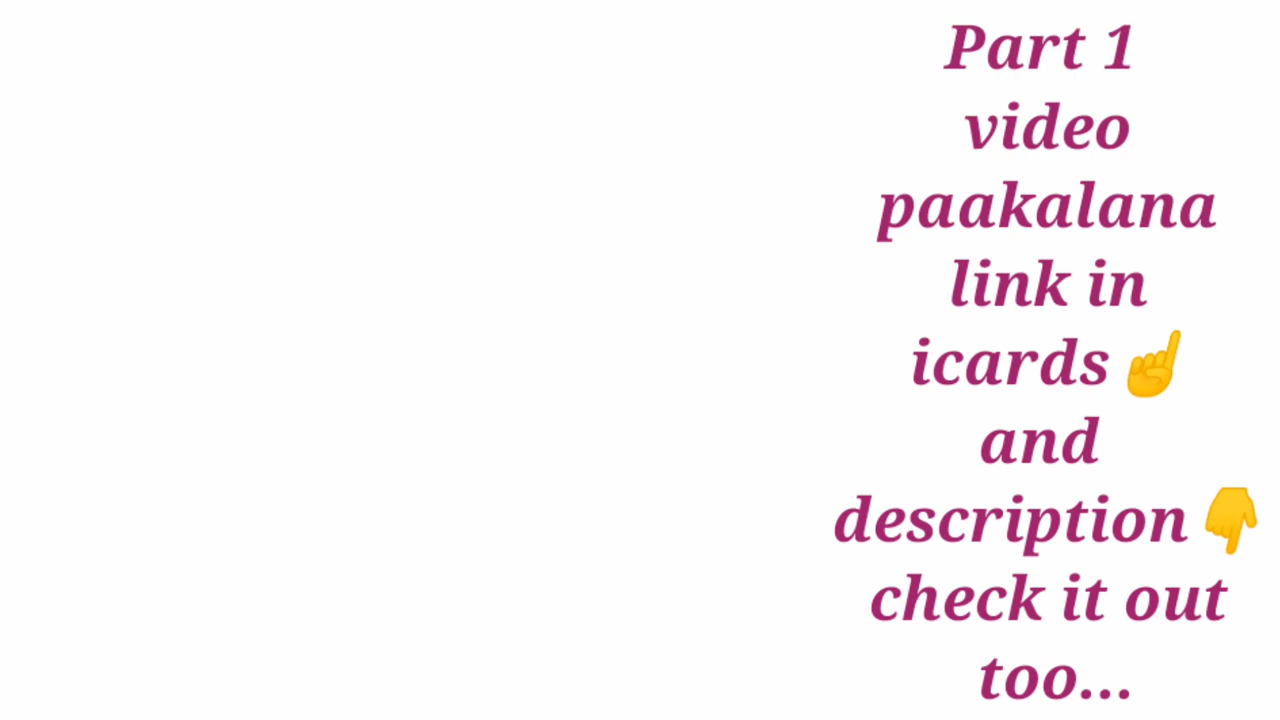 Part 1
video
paakalana
link in
icards ☝
and
description 👇
check it out
too...